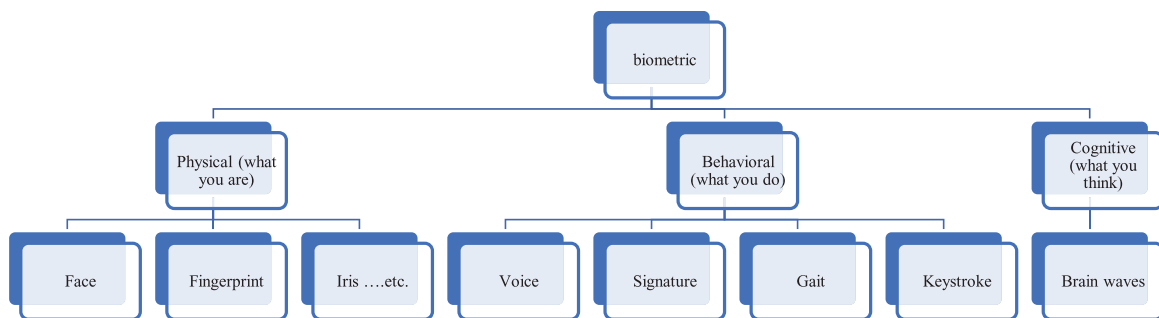 biometric
Physical (what
you are)
Behavioral
(what you do)
Cognitive
(what you
think)
Face
Fingerprint
Iris ….etc.
Voice
Signature
Gait
Keystroke
Brain waves